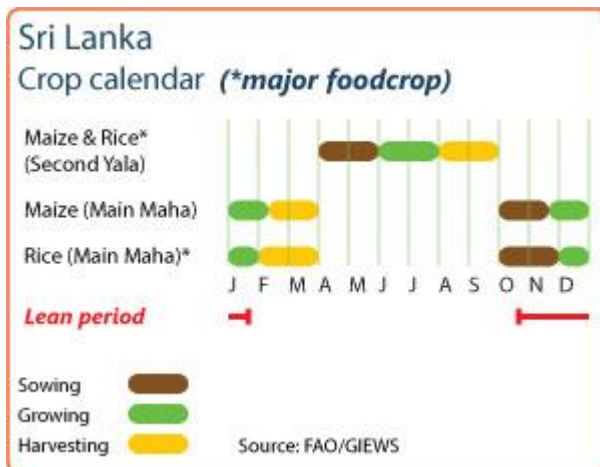 Sri Lanka
Crop calendar (*major foodcrop)
Maize & Rice*
(Second Yala)
Maize (Main Maha)
Rice (Main Maha)*
J F M A M J J A S O N D
Lean period
Sowing
Growing
Harvesting
Source: FAO/GIEWS